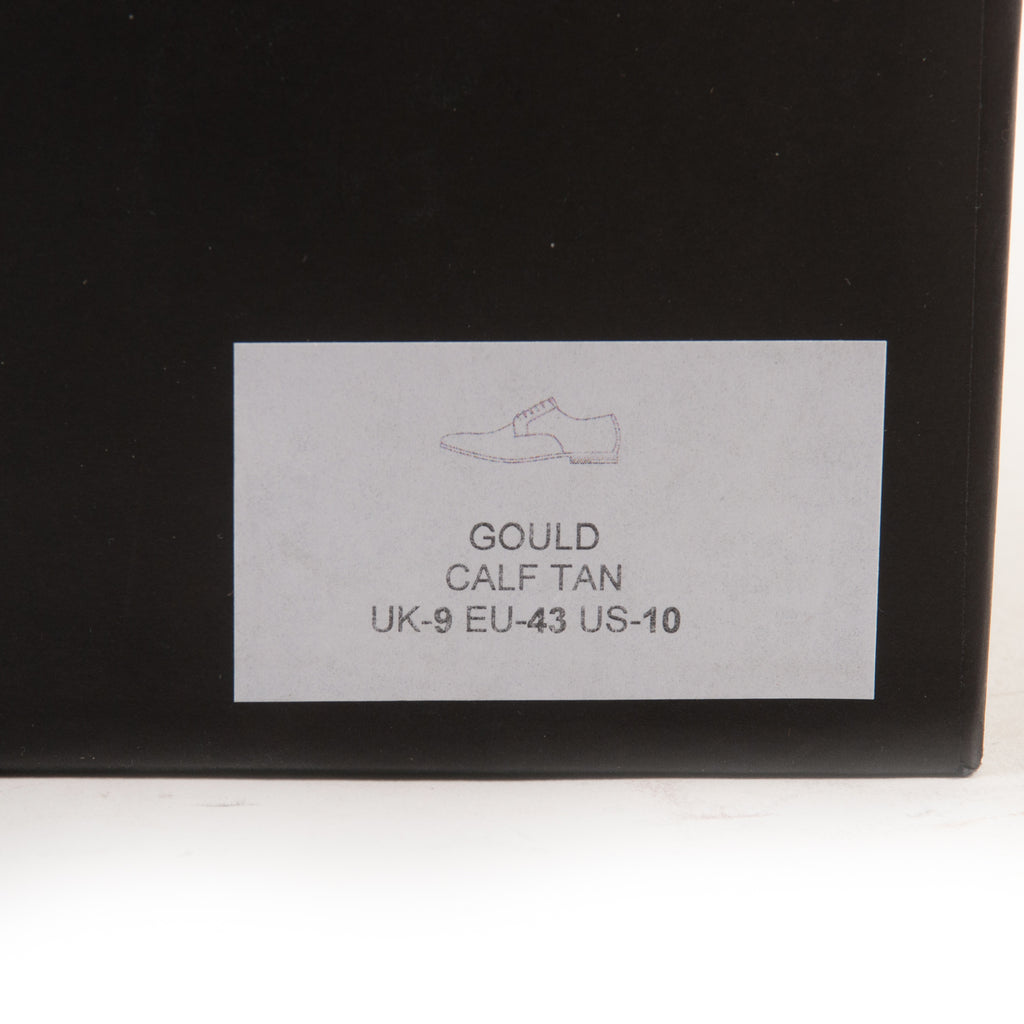 GOULD
CALF TAN
UK-9 EU-43 US-10